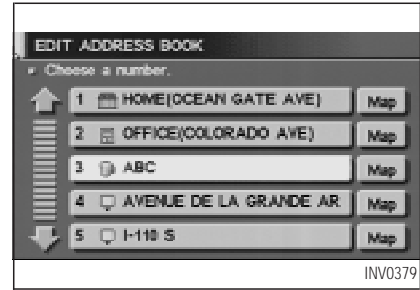 EDIT ADDRESS BOOK
Choose a number.
1 HOME(OCEAN GATE AVE) Map
2 OFFICE(COLORADO AVE) Map
3 ABC Map
4 AVENUE DE LA GRANDE AR Map
5 I-110 S Map
INV0379